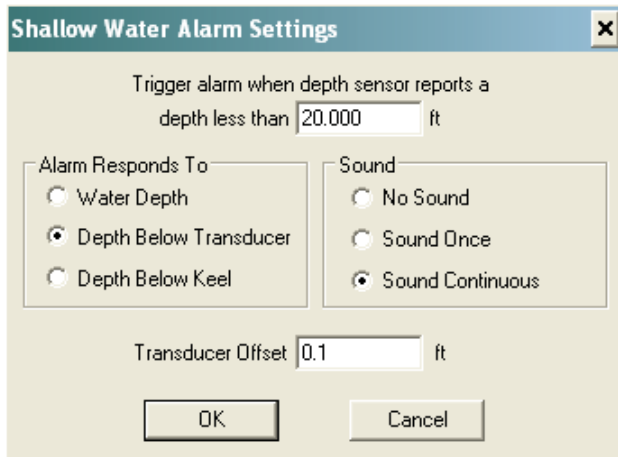 Shallow Water Alarm Settings
Trigger alarm when depth sensor reports a
depth less than 20.000 ft
Alarm Responds To
Water Depth
Depth Below Transducer
Depth Below Keel
Sound
No Sound
Sound Once
Sound Continuous
Transducer Offset 0.1 ft
OK Cancel